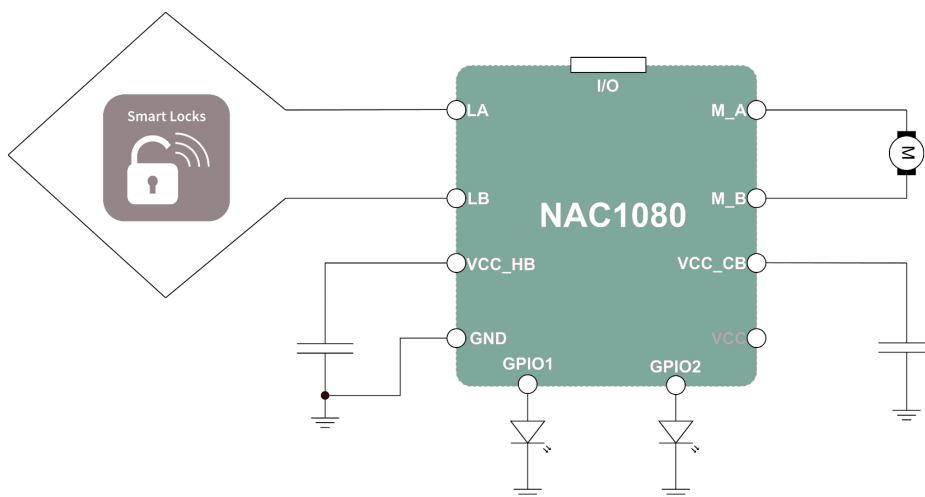 I/O
Smart Locks
LA
M_A
M
LB
M_B
NAC1080
VCC_HB
VCC_CB
GND
VCC
GPIO1
GPIO2